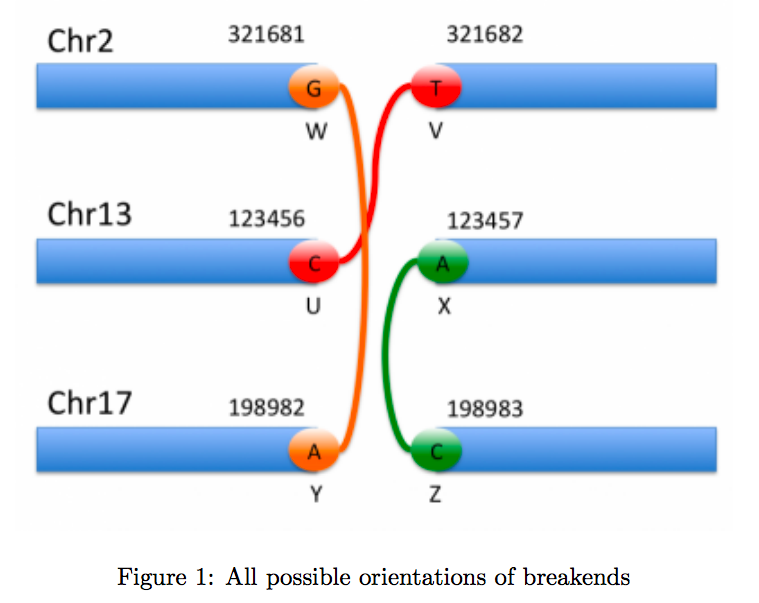 Chr2 321681 321682
G T
W V
Chr13 123456 123457
C A
U X
Chr17 198982 198983
A C
Y Z
Figure 1: All possible orientations of breakends